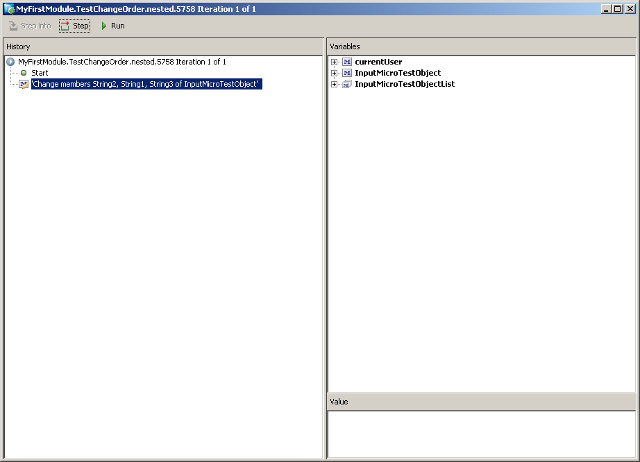 MyFirstModule.TestChangeOrder.nested.5758 Iteration 1 of 1
Step into Step Run
History
MyFirstModule.TestChangeOrder.nested.5758 Iteration 1 of 1
Start
'Change members String2, String1, String3 of InputMicroTestObject'
Variables
currentUser
InputMicroTestObject
InputMicroTestObjectList
Value